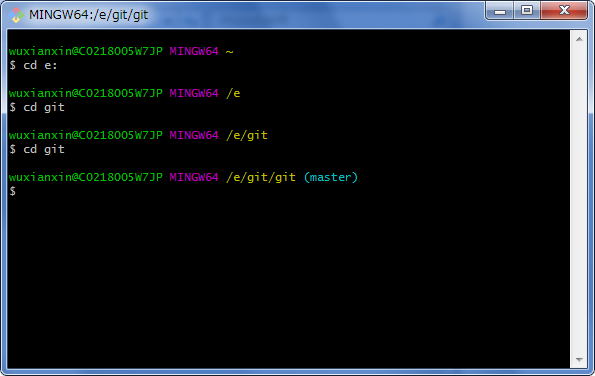 MINGW64:/e/git/git
wuxianxin@C0218005W7JP MINGW64 ~
$ cd e:
wuxianxin@C0218005W7JP MINGW64 /e
$ cd git
wuxianxin@C0218005W7JP MINGW64 /e/git
$ cd git
wuxianxin@C0218005W7JP MINGW64 /e/git/git (master)
$